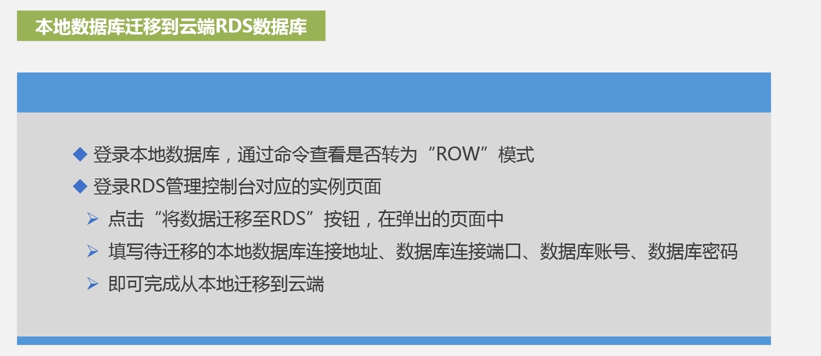 本地数据库迁移到云端RDS数据库
登录本地数据库，通过命令查看是否转为“ROW”模式
登录RDS管理控制台对应的实例页面
点击“将数据迁移至RDS”按钮，在弹出的页面中
填写待迁移的本地数据库连接地址、数据库连接端口、数据库账号、数据库密码
即可完成从本地迁移到云端